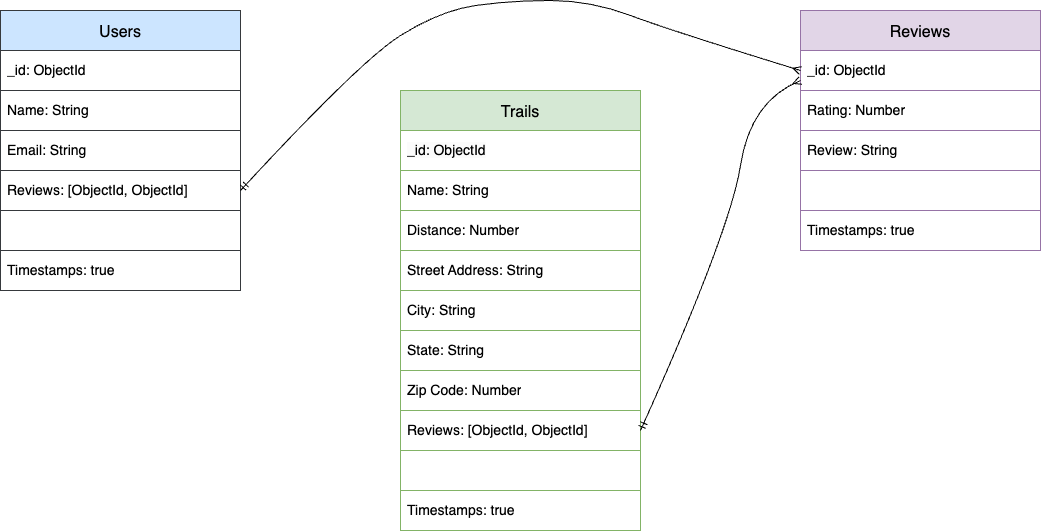 Users
_id: ObjectId
Name: String
Email: String
Reviews: [ObjectId, ObjectId]
Timestamps: true
Trails
_id: ObjectId
Name: String
Distance: Number
Street Address: String
City: String
State: String
Zip Code: Number
Reviews: [ObjectId, ObjectId]
Timestamps: true
Reviews
_id: ObjectId
Rating: Number
Review: String
Timestamps: true